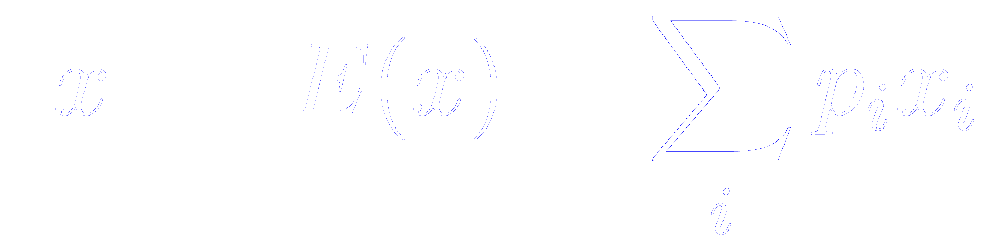 x E(x) ∑ᵢ pᵢxᵢ